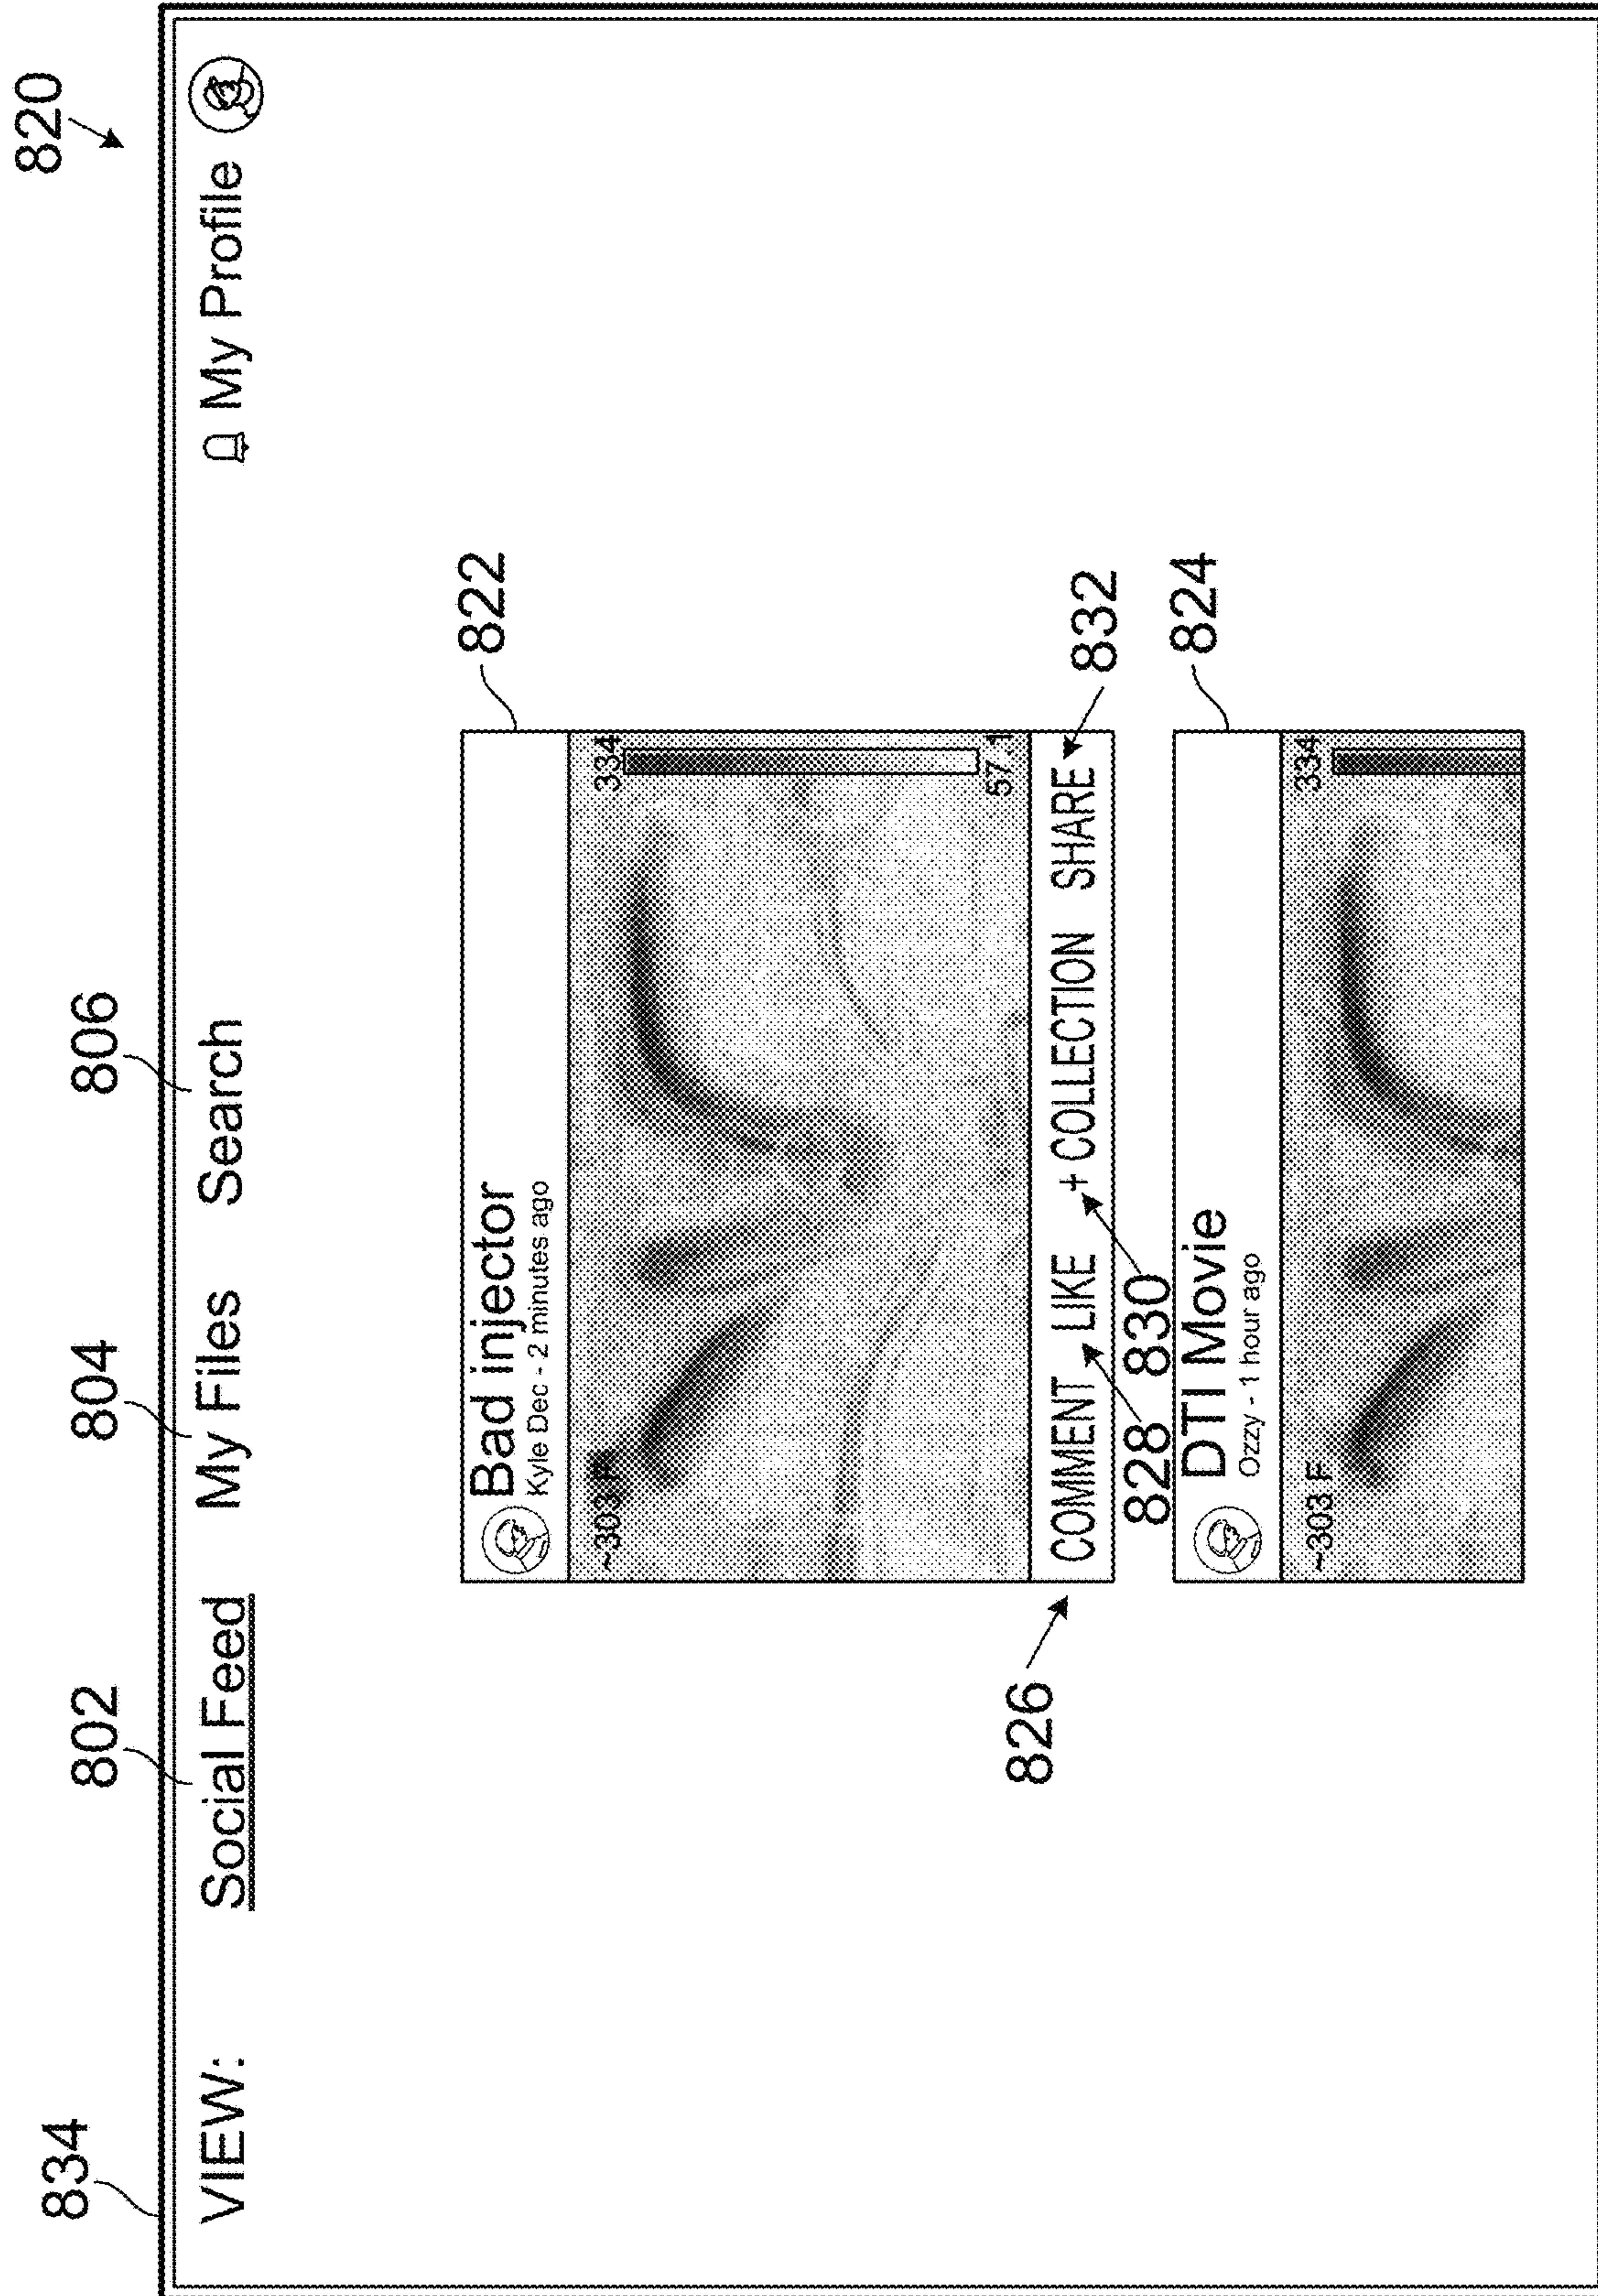 820
834 802 804 806
VIEW: Social Feed My Files Search My Profile
822
Bad injector
Kyle Dec - 2 minutes ago
~303 F 334
57.1
826
COMMENT LIKE + COLLECTION SHARE
832
828 830
824
DTI Movie
Ozzy - 1 hour ago
~303 F 334